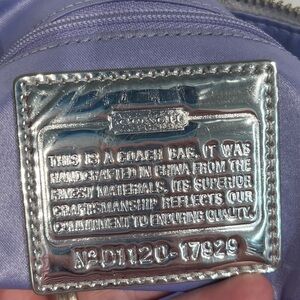 COACH
THIS IS A COACH BAG. IT WAS
HANDCRAFTED IN CHINA FROM THE
FINEST MATERIALS. ITS SUPERIOR
CRAFTSMANSHIP REFLECTS OUR
COMMITMENT TO ENDURING QUALITY.
Nº D1120-17929